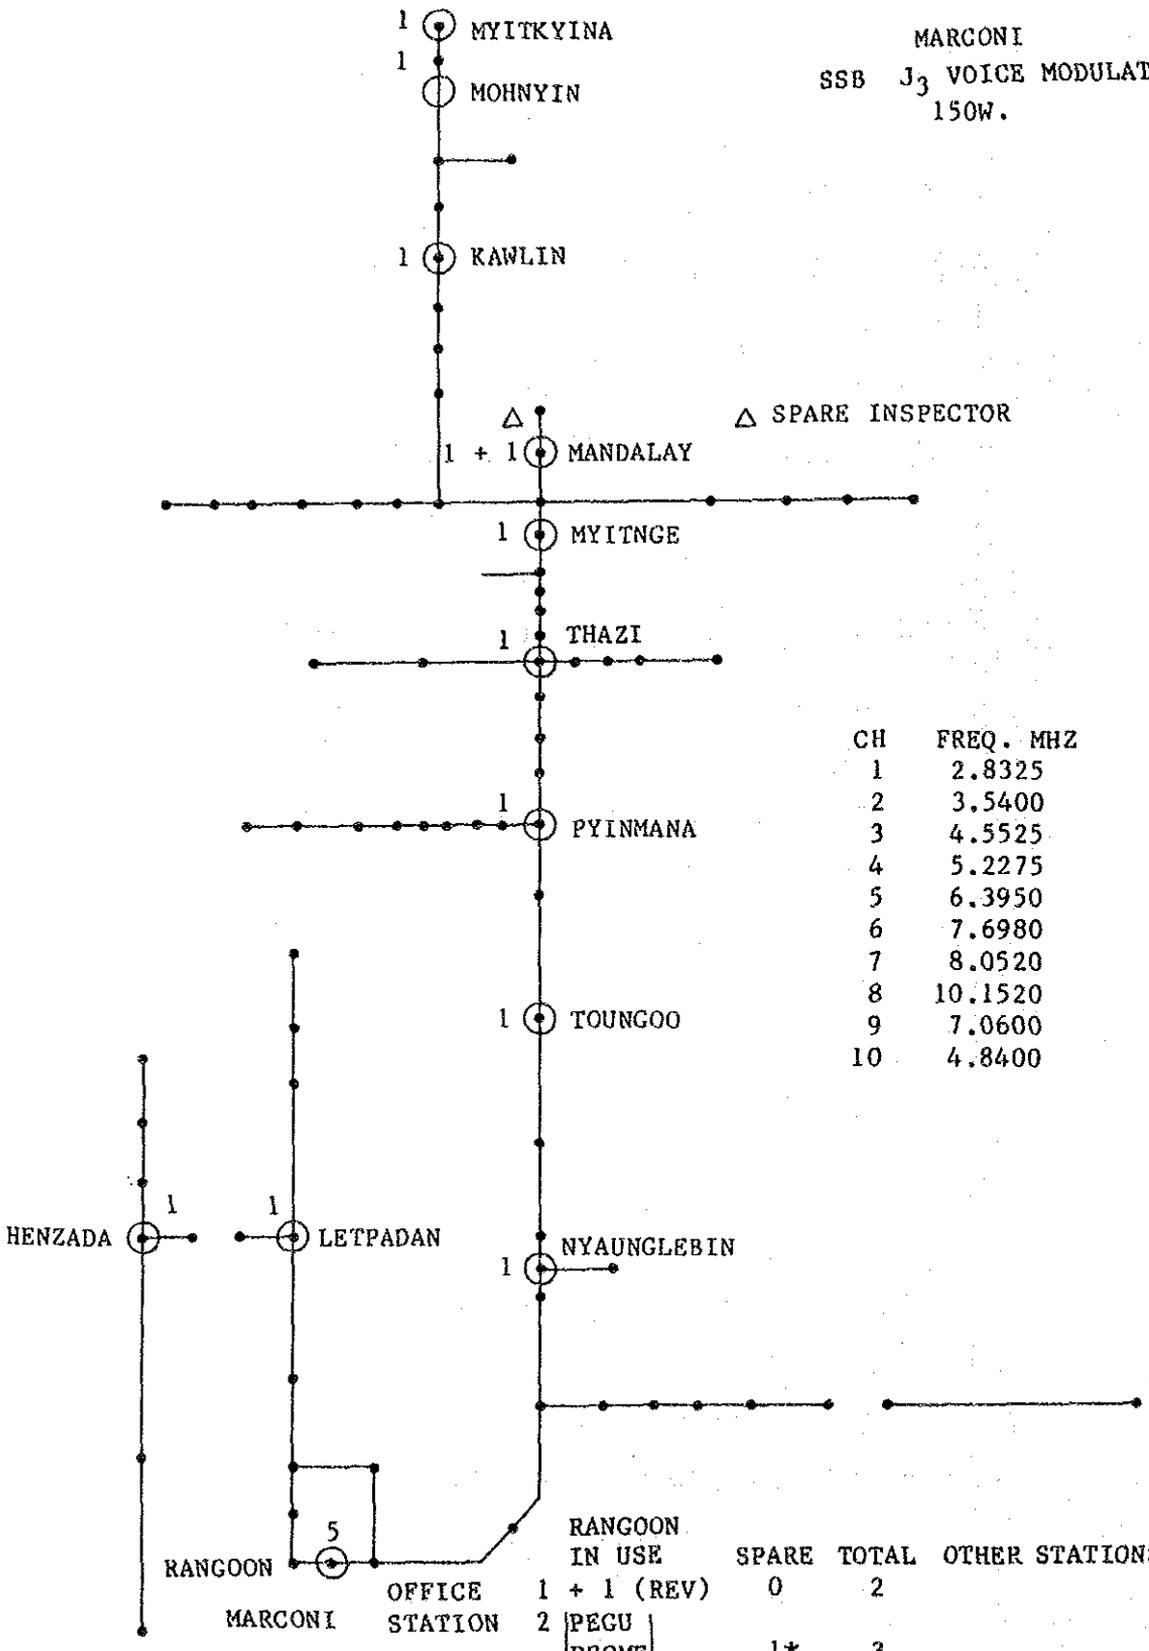 MARCONI
SSB J3 VOICE MODULAT
150W.
1 MYITKYINA
1
MOHNYIN
1 KAWLIN
△ △ SPARE INSPECTOR
1 + 1 MANDALAY
1 MYITNGE
1 THAZI
1 PYINMANA
CH FREQ. MHZ
1 2.8325
2 3.5400
3 4.5525
4 5.2275
5 6.3950
6 7.6980
7 8.0520
8 10.1520
9 7.0600
10 4.8400
1 TOUNGOO
1 HENZADA
1 LETPADAN
1 NYAUNGLEBIN
5
RANGOON
RANGOON
IN USE SPARE TOTAL OTHER STATION
OFFICE 1 + 1 (REV) 0 2
MARCONI STATION 2 PEGU
1* 3